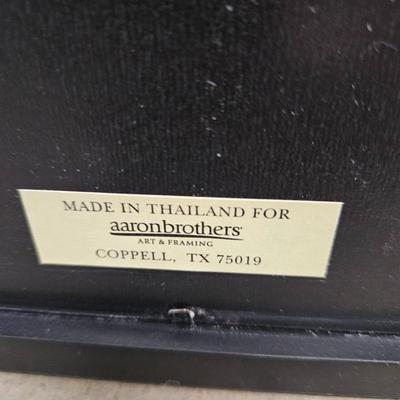 MADE IN THAILAND FOR
aaronbrothers
ART & FRAMING
COPPELL, TX 75019